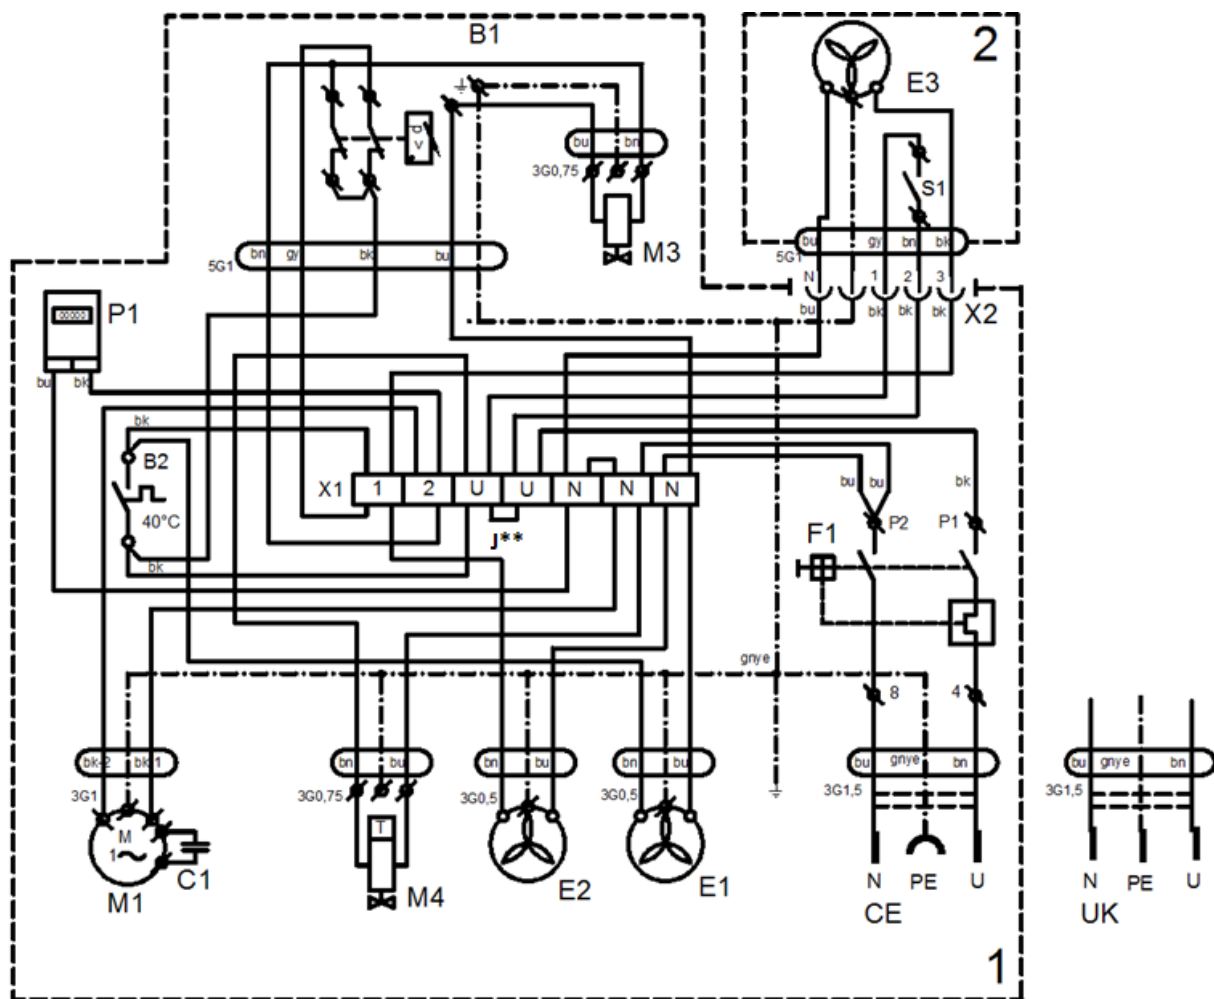 B1
2
E3
bu
bn
3G0,75
S1
M3
bn
gy
bk
bu
5G1
bu
gy
bn
bk
5G1
N
1
2
3
X2
bu
bk
bk
bk
P1
00000
bu
bk
bk
B2
40°C
bk
X1
1
2
U
U
N
N
N
J**
bu
bu
bk
P2
P1
F1
gnye
8
4
bk-2
bk-1
3G1
bn
bu
3G0,75
bn
bu
3G0,5
bn
bu
3G0,5
bu
gnye
bn
3G1,5
bu
gnye
bn
3G1,5
M
1
C1
M1
T
M4
E2
E1
N
PE
U
CE
N
PE
U
UK
1